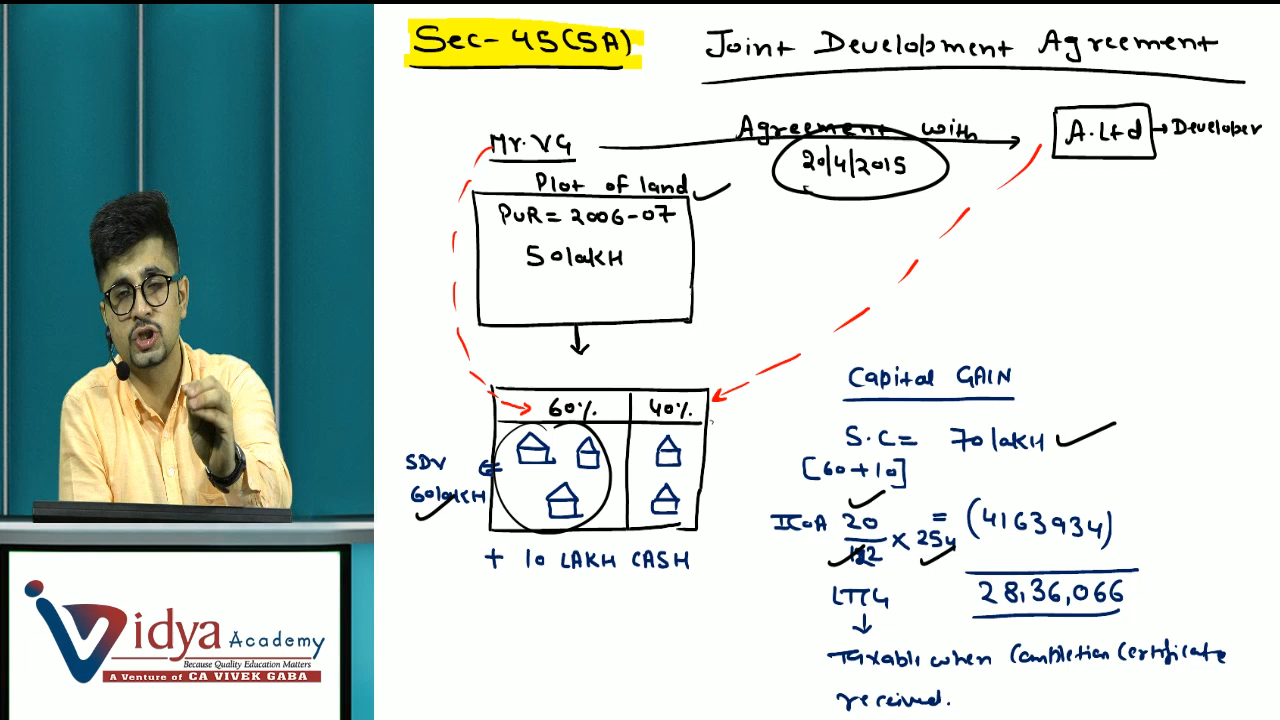 Sec-45(5A) Joint Development Agreement
Mr. VG Agreement with A.Ltd → Developer
20/4/2015
Plot of land
PUR = 2006-07
50 lakH
60% 40%
SDV =
60 lakH
+ 10 LAKH CASH
Capital GAIN
S.C = 70 lakH
[60+10]
ICOA 20/122 × 254 = (4163934)
LTCG 28,36,066
↓
Taxable when Completion Certificate
received.
Vidya Academy
Because Quality Education Matters
A Venture of CA VIVEK GABA